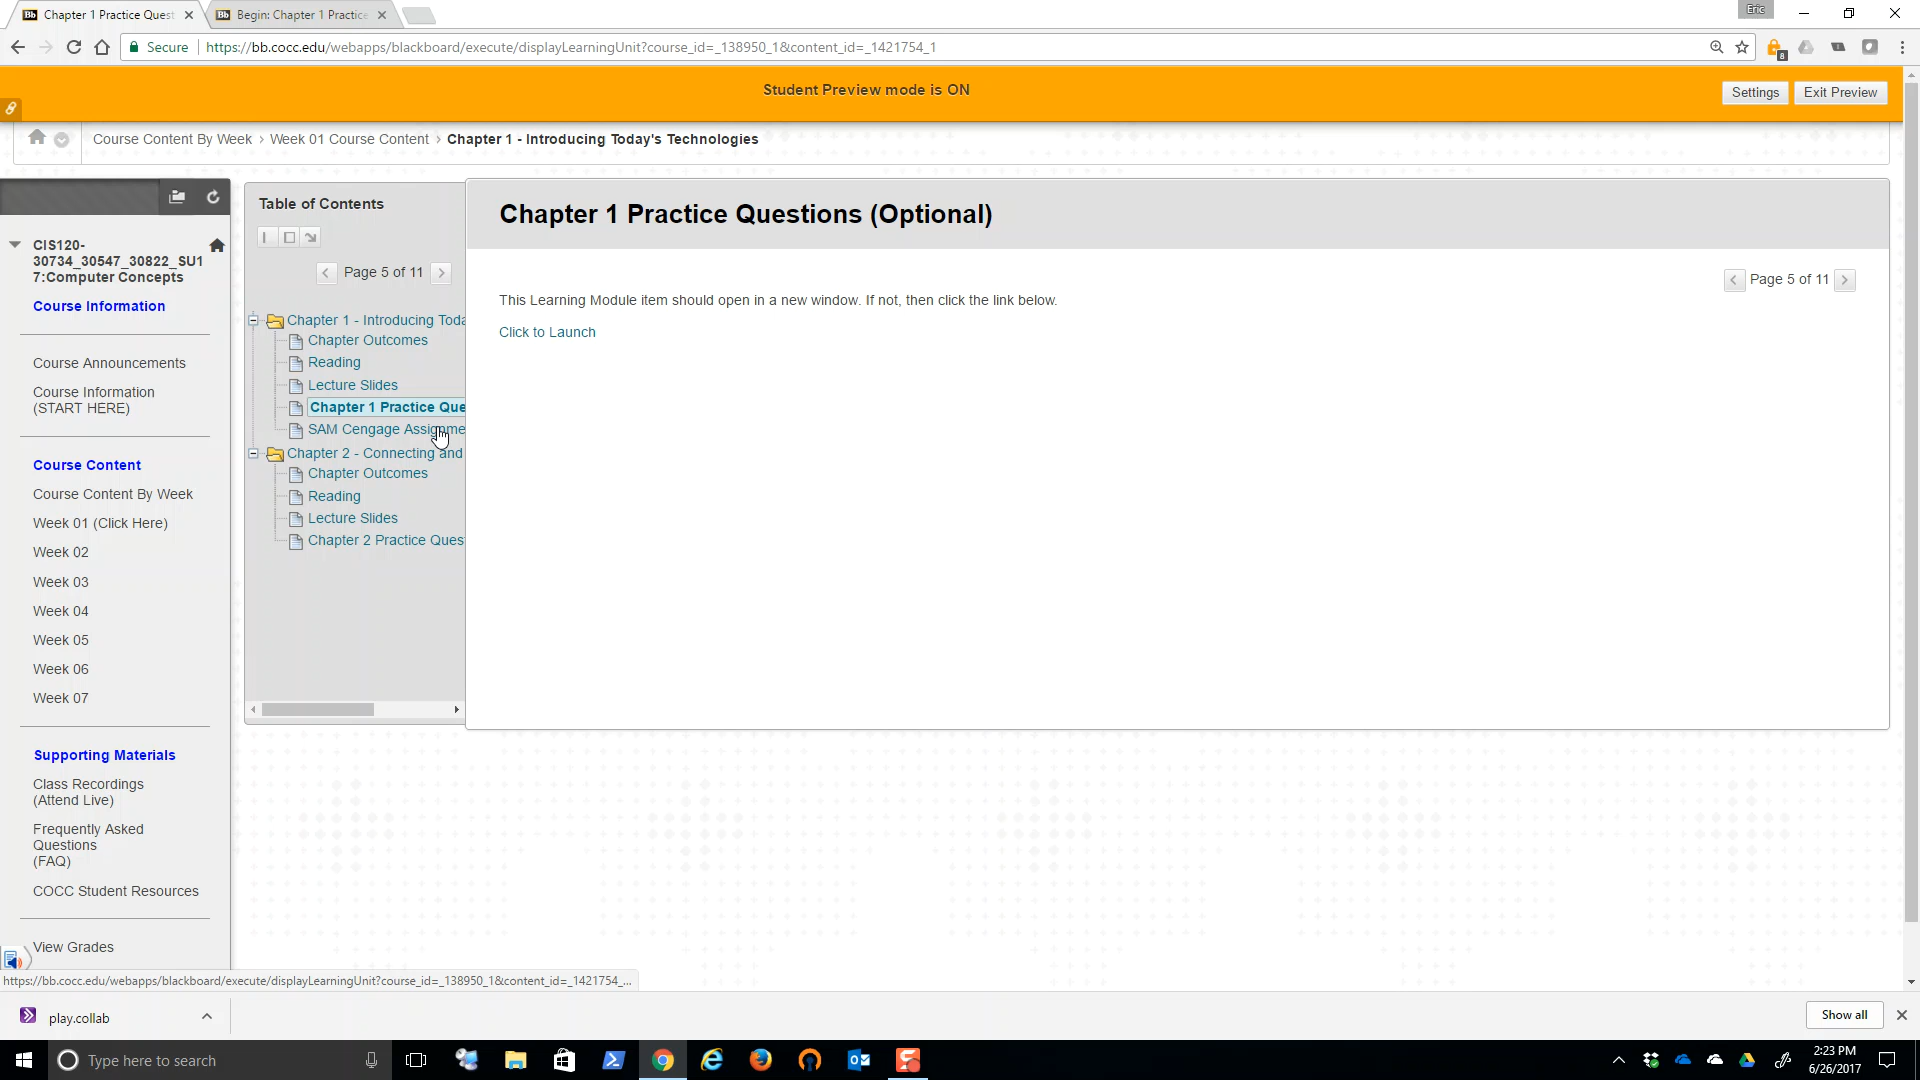 Chapter 1 Practice Quest
Begin: Chapter 1 Practice
Eric
Secure
https://bb.cocc.edu/webapps/blackboard/execute/displayLearningUnit?course_id=_138950_1&content_id=_1421754_1
8
Student Preview mode is ON
Settings
Exit Preview
Course Content By Week
Week 01 Course Content
Chapter 1 - Introducing Today's Technologies
CIS120-
30734_30547_30822_SU1
7:Computer Concepts
Course Information
Course Announcements
Course Information
(START HERE)
Course Content
Course Content By Week
Week 01 (Click Here)
Week 02
Week 03
Week 04
Week 05
Week 06
Week 07
Supporting Materials
Class Recordings
(Attend Live)
Frequently Asked
Questions
(FAQ)
COCC Student Resources
View Grades
Table of Contents
Page 5 of 11
Chapter 1 - Introducing Toda
Chapter Outcomes
Reading
Lecture Slides
Chapter 1 Practice Que
SAM Cengage Assignme
Chapter 2 - Connecting and
Chapter Outcomes
Reading
Lecture Slides
Chapter 2 Practice Ques
Chapter 1 Practice Questions (Optional)
Page 5 of 11
This Learning Module item should open in a new window. If not, then click the link below.
Click to Launch
https://bb.cocc.edu/webapps/blackboard/execute/displayLearningUnit?course_id=_138950_1&content_id=_1421754_...
play.collab
Show all
Type here to search
2:23 PM
6/26/2017